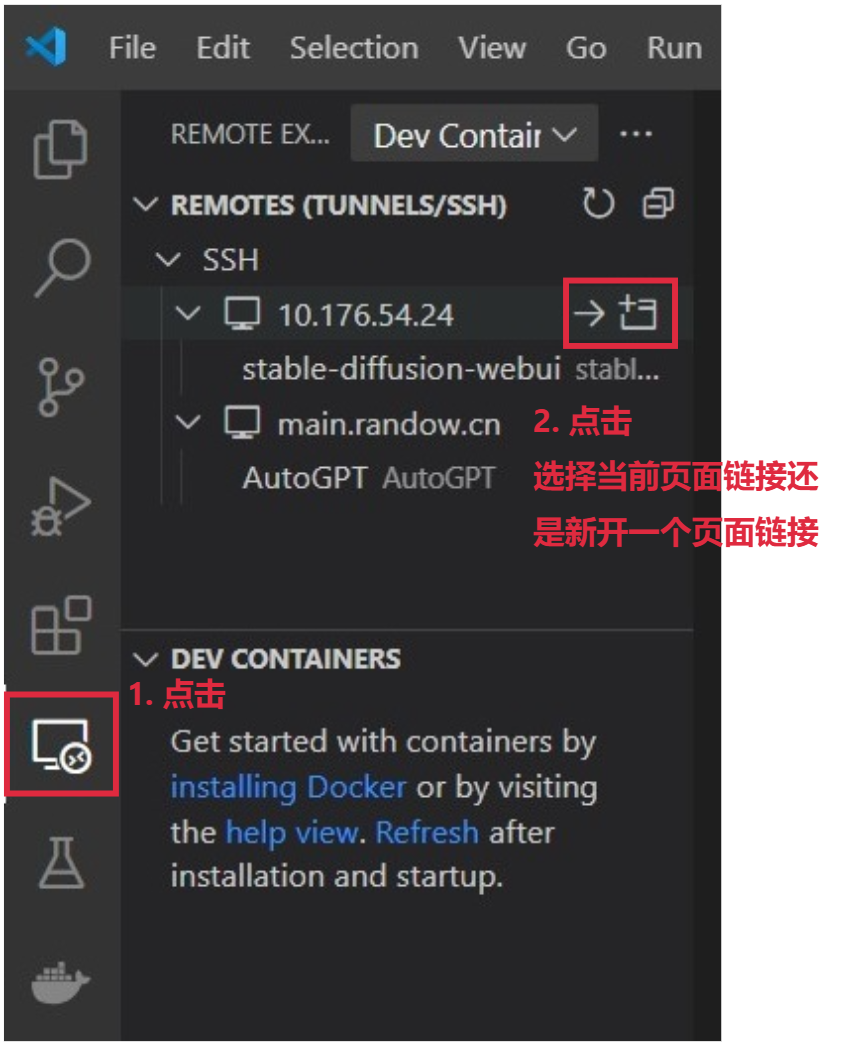 File Edit Selection View Go Run
REMOTE EX... Dev Contair ...
REMOTES (TUNNELS/SSH)
SSH
10.176.54.24
stable-diffusion-webui stabl...
main.randow.cn
AutoGPT AutoGPT
2. 点击
选择当前页面链接还
是新开一个页面链接
DEV CONTAINERS
1. 点击
Get started with containers by
installing Docker or by visiting
the help view. Refresh after
installation and startup.